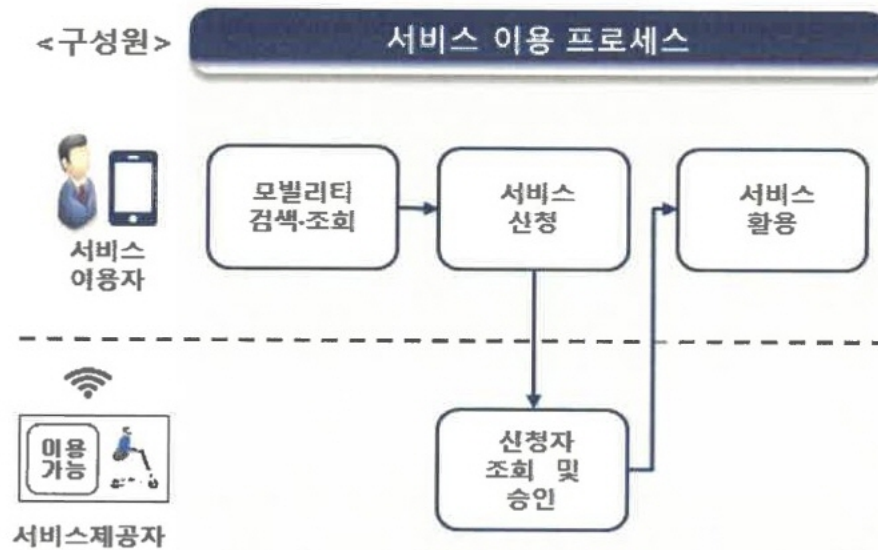 <구성원>
서비스 이용 프로세스
모빌리티
검색·조회
서비스
신청
서비스
활용
서비스
이용자
이용
가능
신청자
조회 및
승인
서비스제공자